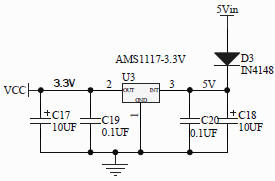 5Vin
AMS1117-3.3V
D3
IN4148
U3
VCC
3.3V
2
OUT
INT
3
5V
GND
1
+
C17
10UF
C19
0.1UF
C20
0.1UF
+
C18
10UF